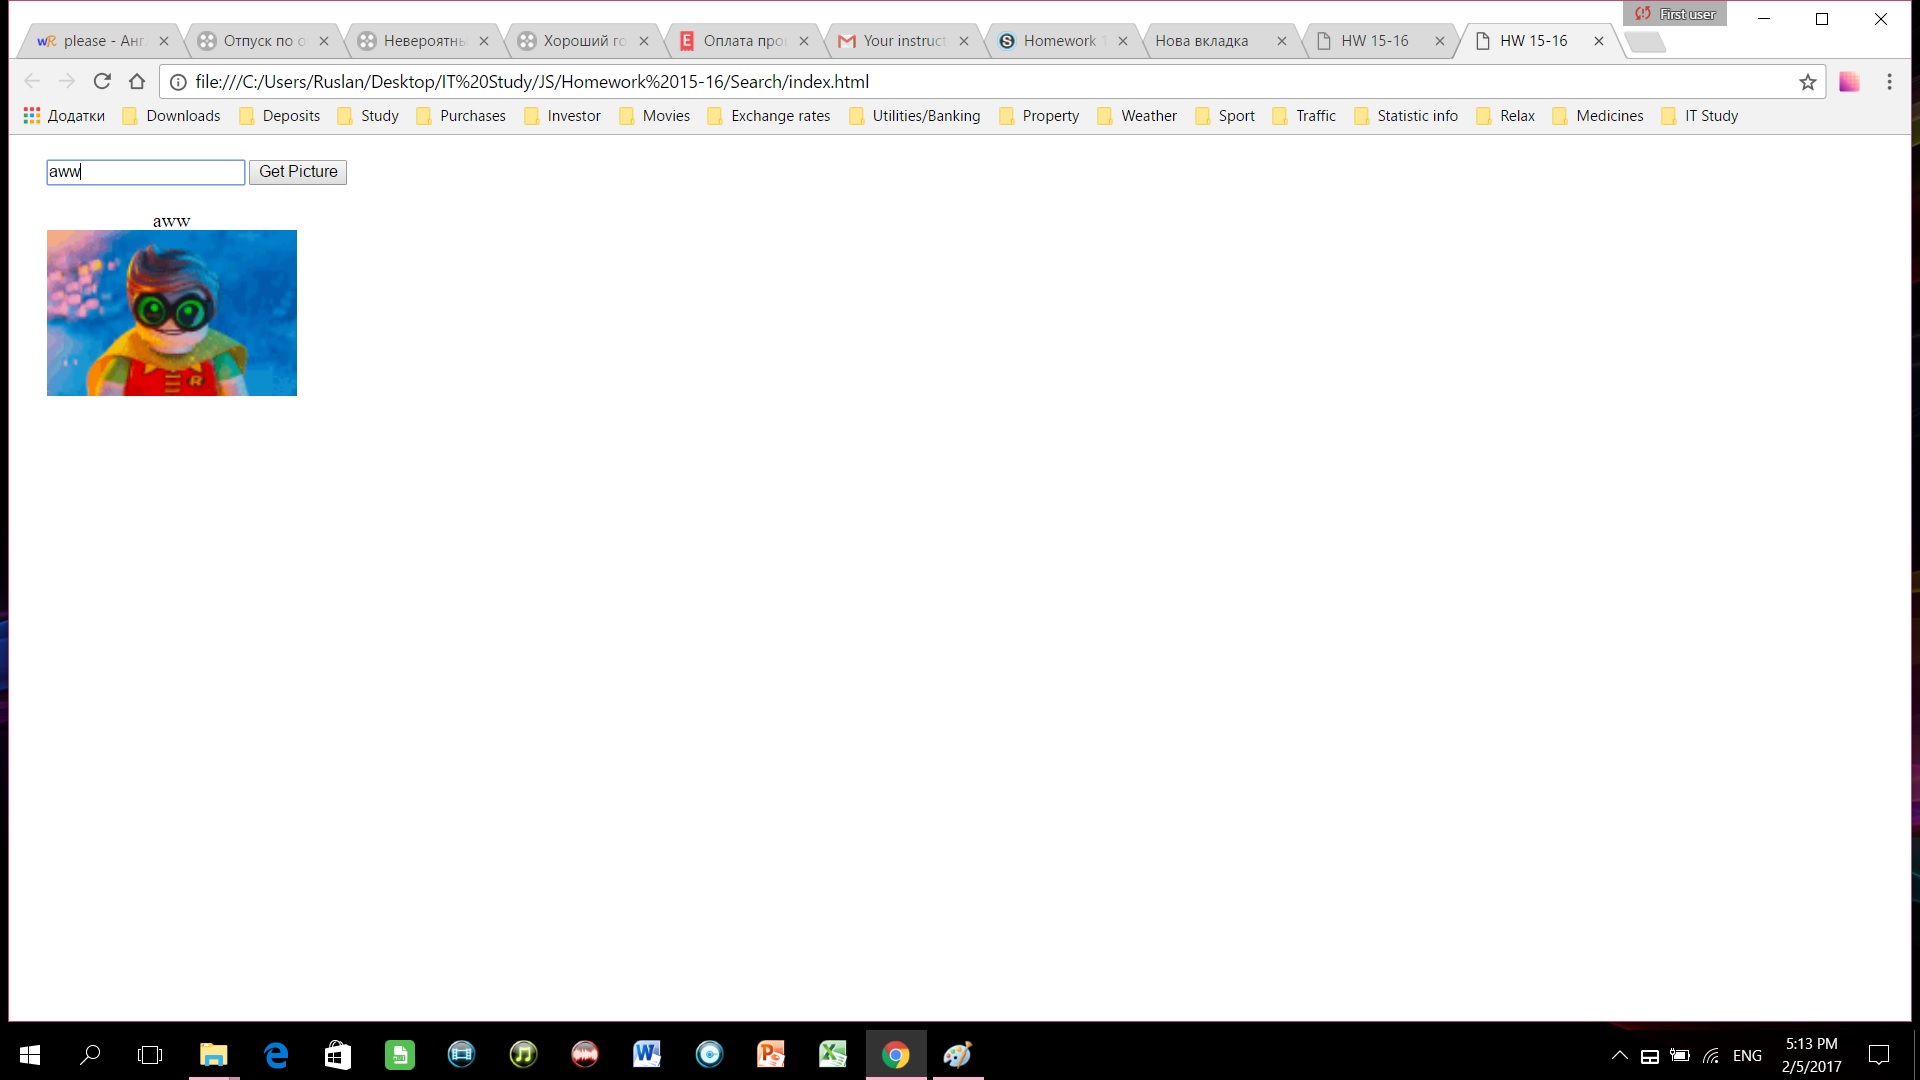 First user
please - Анг
Отпуск по о
Невероятны
Хороший го
Оплата про
Your instruct
Homework 1
Нова вкладка
HW 15-16
HW 15-16
file:///C:/Users/Ruslan/Desktop/IT%20Study/JS/Homework%2015-16/Search/index.html
Додатки Downloads Deposits Study Purchases Investor Movies Exchange rates Utilities/Banking Property Weather Sport Traffic Statistic info Relax Medicines IT Study
aww Get Picture
aww
R
ENG
5:13 PM
2/5/2017